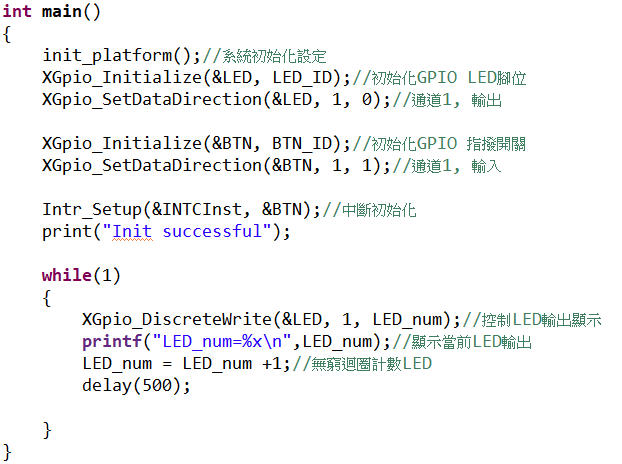 int main()
{
init_platform();//系統初始化設定
XGpio_Initialize(&LED, LED_ID);//初始化GPIO LED腳位
XGpio_SetDataDirection(&LED, 1, 0);//通道1, 輸出
XGpio_Initialize(&BTN, BTN_ID);//初始化GPIO 指撥開關
XGpio_SetDataDirection(&BTN, 1, 1);//通道1, 輸入
Intr_Setup(&INTCInst, &BTN);//中斷初始化
print("Init successful");
while(1)
{
XGpio_DiscreteWrite(&LED, 1, LED_num);//控制LED輸出顯示
printf("LED_num=%x\n",LED_num);//顯示當前LED輸出
LED_num = LED_num +1;//無窮迴圈計數LED
delay(500);
}
}